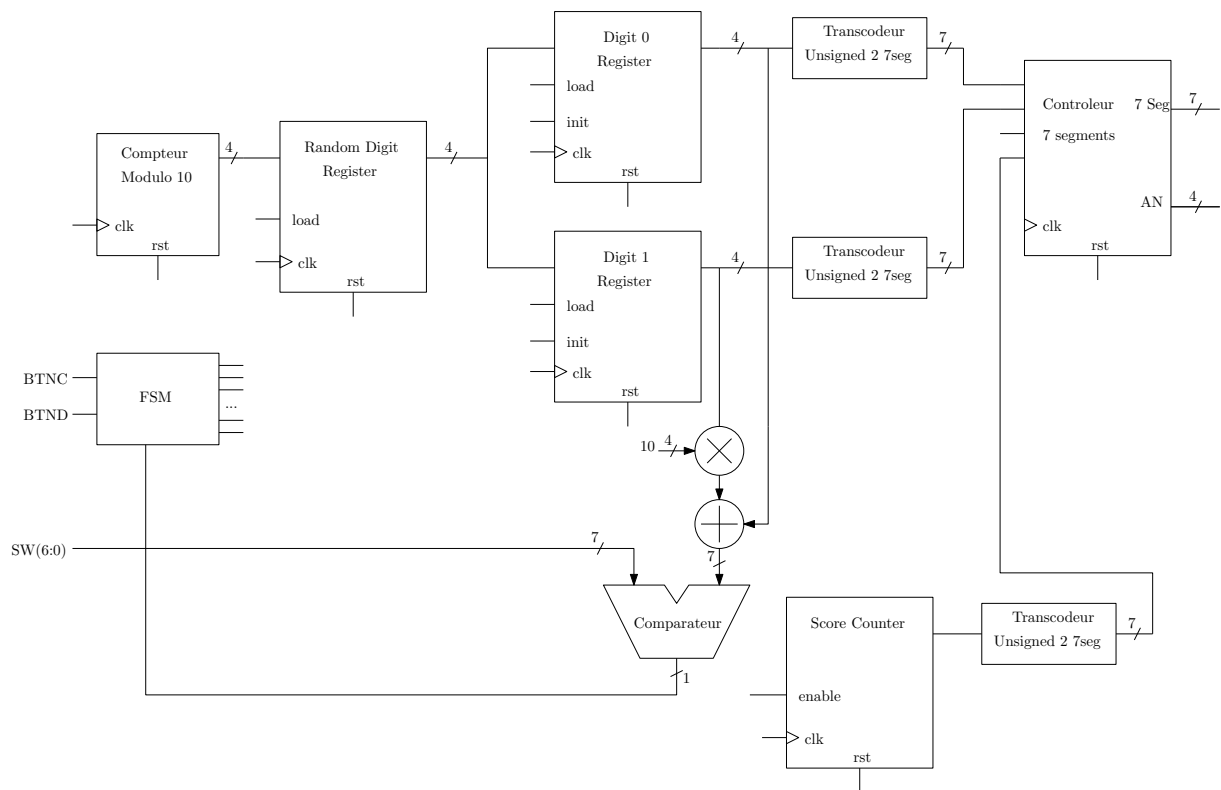 Digit 0
Register
load
init
clk
rst
4
Transcodeur
Unsigned 2 7seg
7
Controleur
7 segments
7 Seg
7
AN
4
clk
rst
Compteur
Modulo 10
clk
rst
4
Random Digit
Register
load
clk
rst
4
Digit 1
Register
load
init
clk
rst
4
Transcodeur
Unsigned 2 7seg
7
BTNC
BTND
FSM
...
10
4
SW(6:0)
7
7
Comparateur
1
Score Counter
enable
clk
rst
Transcodeur
Unsigned 2 7seg
7